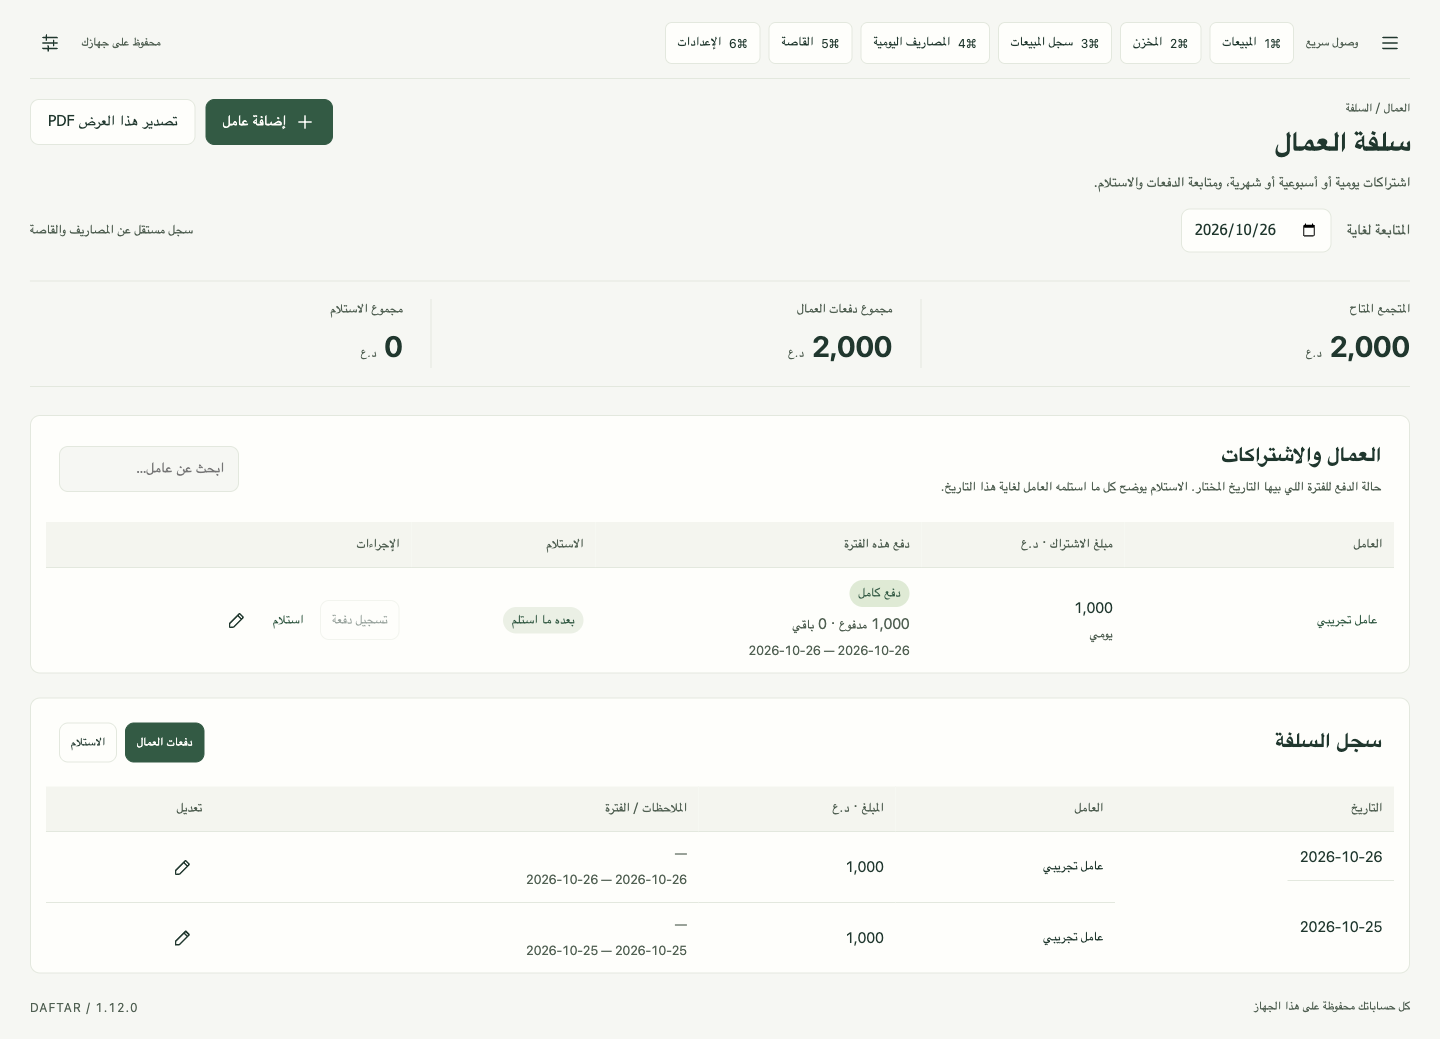 وصول سريع
⌘1 المبيعات
⌘2 المخزن
⌘3 سجل المبيعات
⌘4 المصاريف اليومية
⌘5 القاصة
⌘6 الإعدادات
محفوظ على جهازك
العمال / السلفة
سلفة العمال
اشتراكات يومية أو أسبوعية أو شهرية، ومتابعة الدفعات والاستلام.
إضافة عامل
تصدير هذا العرض PDF
المتابعة لغاية
2026/10/26
سجل مستقل عن المصاريف والقاصة
المتجمع المتاح
2,000 د.ع
مجموع دفعات العمال
2,000 د.ع
مجموع الاستلام
0 د.ع
العمال والاشتراكات
حالة الدفع للفترة اللي بيها التاريخ المختار. الاستلام يوضح كل ما استلمه العامل لغاية هذا التاريخ.
ابحث عن عامل...
العامل
مبلغ الاشتراك · د.ع
دفع هذه الفترة
الاستلام
الإجراءات
عامل تجريبي
1,000
يومي
دفع كامل
1,000 مدفوع · 0 باقي
2026-10-26 — 2026-10-26
بعده ما استلم
تسجيل دفعة
استلام
سجل السلفة
دفعات العمال
الاستلام
التاريخ
العامل
المبلغ · د.ع
الملاحظات / الفترة
تعديل
2026-10-26
عامل تجريبي
1,000
—
2026-10-26 — 2026-10-26
2026-10-25
عامل تجريبي
1,000
—
2026-10-25 — 2026-10-25
كل حساباتك محفوظة على هذا الجهاز
DAFTAR / 1.12.0